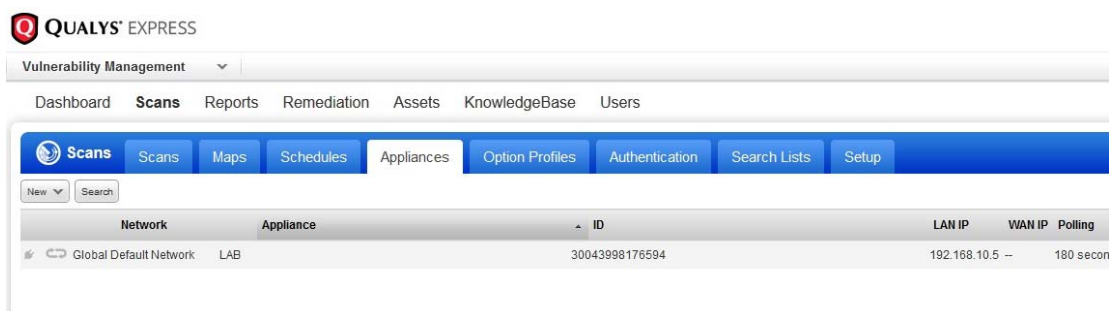 QUALYS® EXPRESS
Vulnerability Management
Dashboard Scans Reports Remediation Assets KnowledgeBase Users
Scans Scans Maps Schedules Appliances Option Profiles Authentication Search Lists Setup
New Search
Network Appliance ID LAN IP WAN IP Polling
Global Default Network LAB 30043998176594 192.168.10.5 -- 180 secon